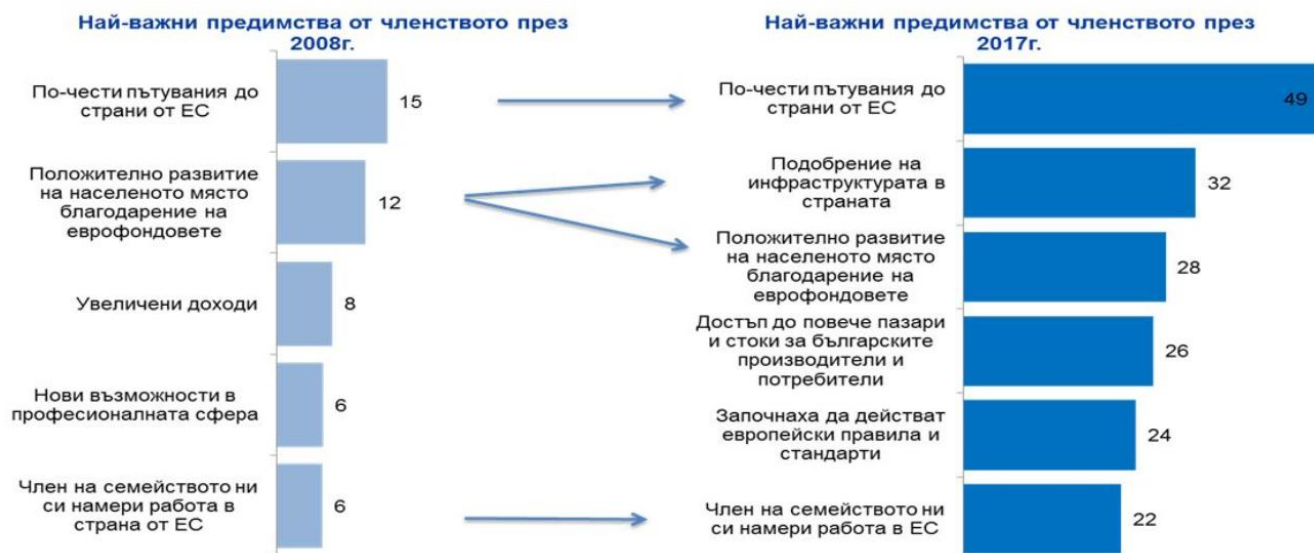 Най-важни предимства от членството през
2008г.
По-чести пътувания до
страни от ЕС
15
Положително развитие
на населеното място
благодарение на
еврофондовете
12
Увеличени доходи
8
Нови възможности в
професионалната сфера
6
Член на семейството ни
си намери работа в
страна от ЕС
6
Най-важни предимства от членството през
2017г.
По-чести пътувания до
страни от ЕС
49
Подобрение на
инфраструктурата в
страната
32
Положително развитие
на населеното място
благодарение на
еврофондовете
28
Достъп до повече пазари
и стоки за българските
производители и
потребители
26
Започнаха да действат
европейски правила и
стандарти
24
Член на семейството ни
си намери работа в ЕС
22